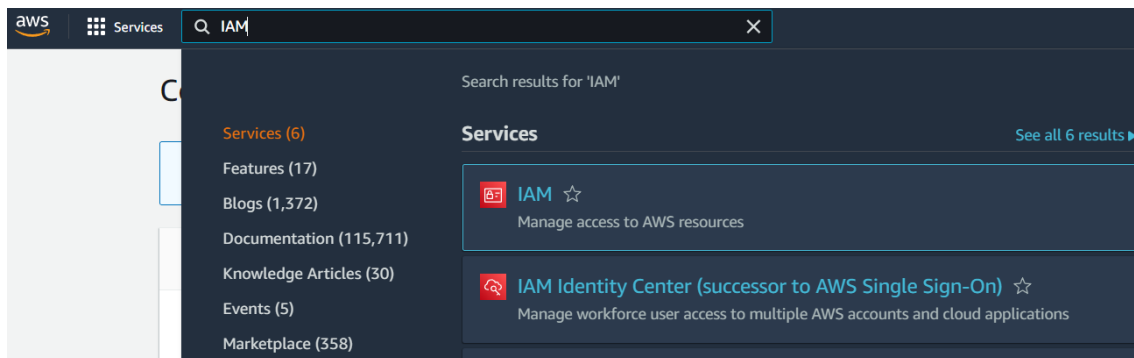 aws
Services
IAM
Search results for 'IAM'
Services (6)
Features (17)
Blogs (1,372)
Documentation (115,711)
Knowledge Articles (30)
Events (5)
Marketplace (358)
Services
See all 6 results
IAM
Manage access to AWS resources
IAM Identity Center (successor to AWS Single Sign-On)
Manage workforce user access to multiple AWS accounts and cloud applications